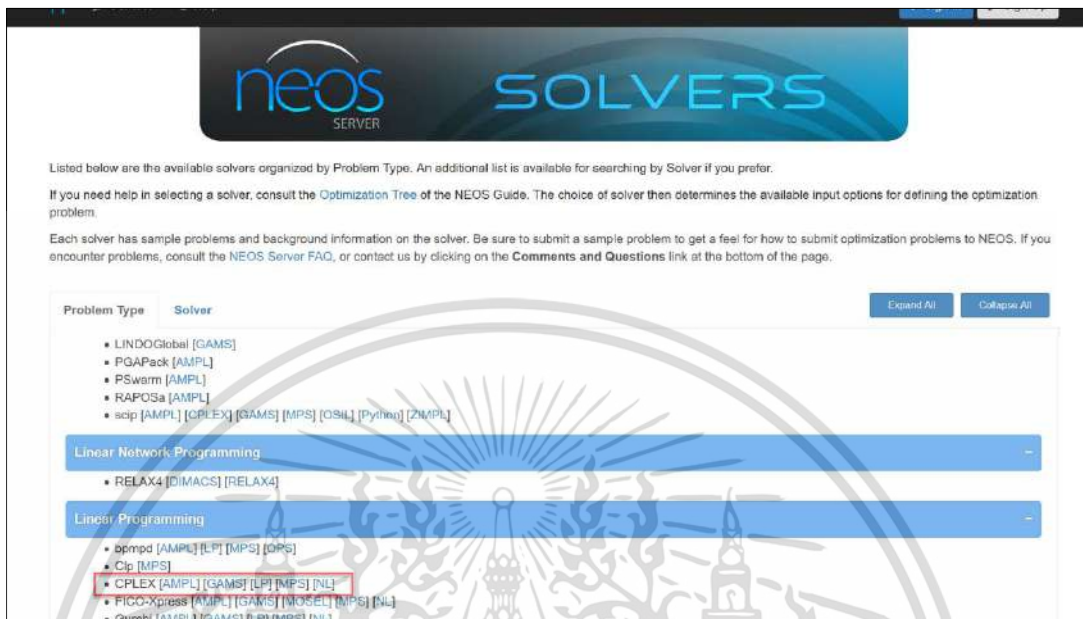 neos
SERVER
SOLVERS
Listed below are the available solvers organized by Problem Type. An additional list is available for searching by Solver if you prefer.
If you need help in selecting a solver, consult the Optimization Tree of the NEOS Guide. The choice of solver then determines the available input options for defining the optimization
problem.
Each solver has sample problems and background information on the solver. Be sure to submit a sample problem to get a feel for how to submit optimization problems to NEOS. If you
encounter problems, consult the NEOS Server FAQ, or contact us by clicking on the Comments and Questions link at the bottom of the page.
Problem Type Solver Expand All Collapse All
• LINDOGlobal [GAMS]
• PGAPack [AMPL]
• PSwarm [AMPL]
• RAPOSa [AMPL]
• scip [AMPL] [CPLEX] [GAMS] [MPS] [OSIL] [Python] [ZIMPL]
Linear Network Programming −
• RELAX4 [DIMACS] [RELAX4]
Linear Programming −
• bpmpd [AMPL] [LP] [MPS] [QPS]
• Clp [MPS]
• CPLEX [AMPL] [GAMS] [LP] [MPS] [NL]
• FICO-Xpress [AMPL] [GAMS] [MOSEL] [MPS] [NL]
• Gurobi [AMPL] [GAMS] [LP] [MPS] [NL]